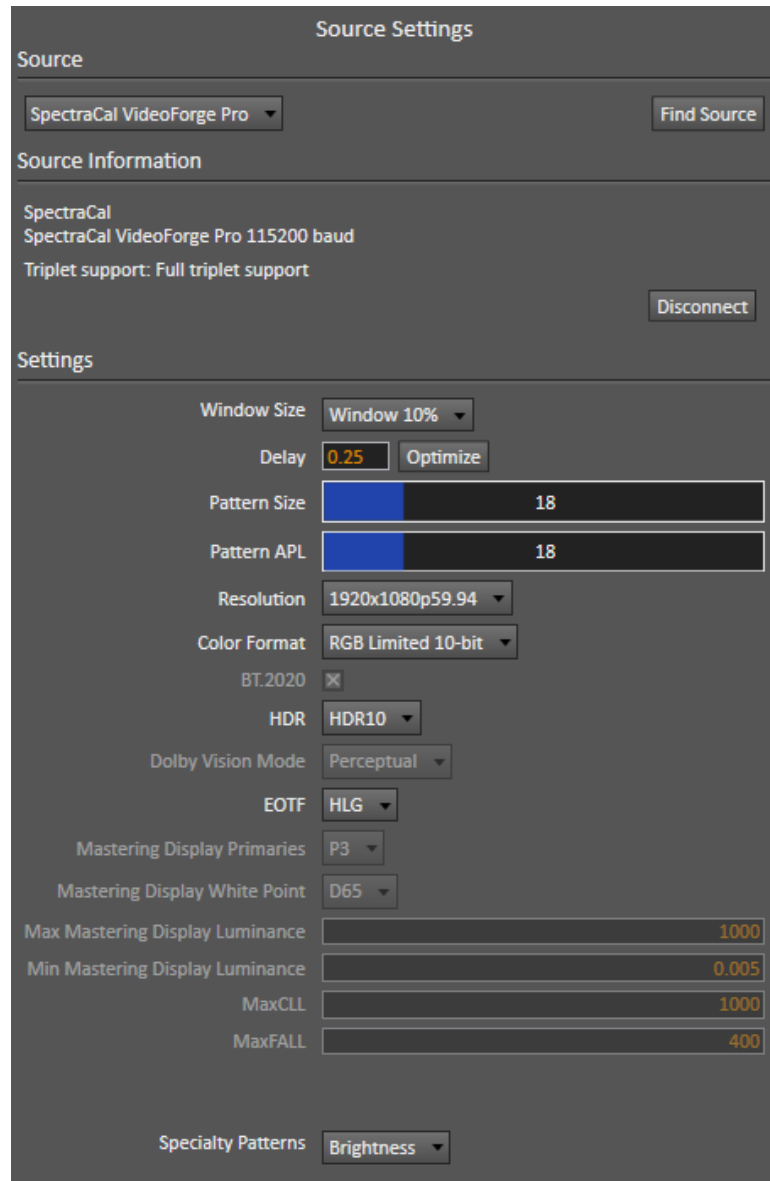 Source Settings
Source
SpectraCal VideoForge Pro
Find Source
Source Information
SpectraCal
SpectraCal VideoForge Pro 115200 baud
Triplet support: Full triplet support
Disconnect
Settings
Window Size Window 10%
Delay 0.25 Optimize
Pattern Size 18
Pattern APL 18
Resolution 1920x1080p59.94
Color Format RGB Limited 10-bit
BT.2020
HDR HDR10
Dolby Vision Mode Perceptual
EOTF HLG
Mastering Display Primaries P3
Mastering Display White Point D65
Max Mastering Display Luminance 1000
Min Mastering Display Luminance 0.005
MaxCLL 1000
MaxFALL 400
Specialty Patterns Brightness